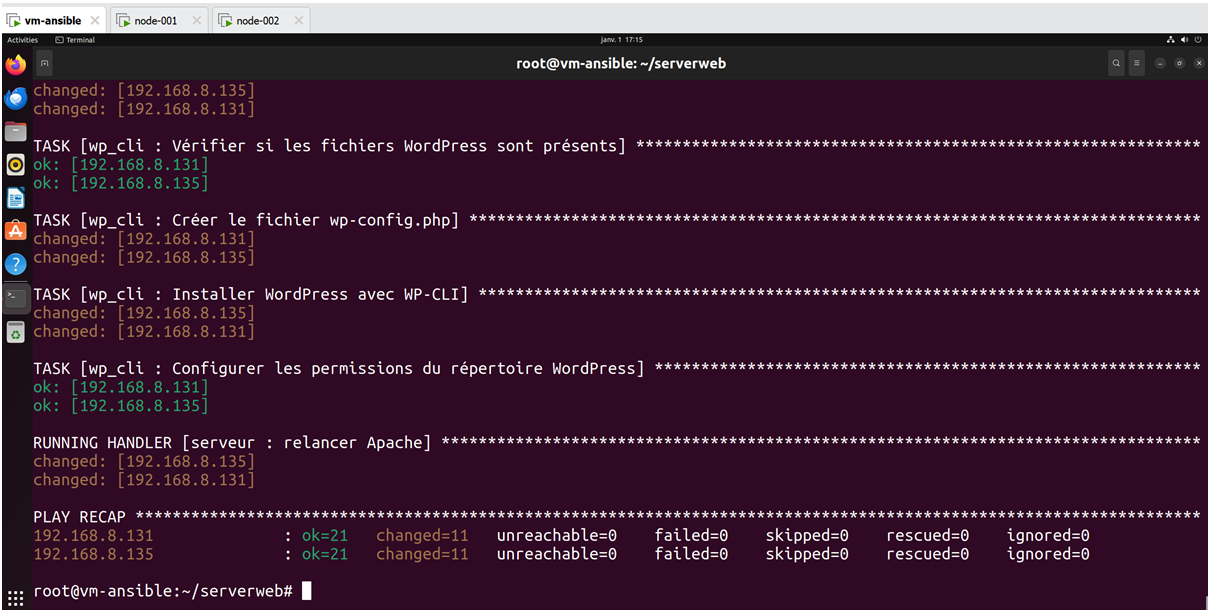 vm-ansible
node-001
node-002
Activities
Terminal
janv. 1 17:15
root@vm-ansible: ~/serverweb
changed: [192.168.8.135]
changed: [192.168.8.131]
TASK [wp_cli : Vérifier si les fichiers WordPress sont présents] *************************************************************
ok: [192.168.8.131]
ok: [192.168.8.135]
TASK [wp_cli : Créer le fichier wp-config.php] *******************************************************************************
changed: [192.168.8.131]
changed: [192.168.8.135]
TASK [wp_cli : Installer WordPress avec WP-CLI] ******************************************************************************
changed: [192.168.8.135]
changed: [192.168.8.131]
TASK [wp_cli : Configurer les permissions du répertoire WordPress] ***********************************************************
ok: [192.168.8.131]
ok: [192.168.8.135]
RUNNING HANDLER [serveur : relancer Apache] **********************************************************************************
changed: [192.168.8.135]
changed: [192.168.8.131]
PLAY RECAP *******************************************************************************************************************
192.168.8.131 : ok=21 changed=11 unreachable=0 failed=0 skipped=0 rescued=0 ignored=0
192.168.8.135 : ok=21 changed=11 unreachable=0 failed=0 skipped=0 rescued=0 ignored=0
root@vm-ansible:~/serverweb#